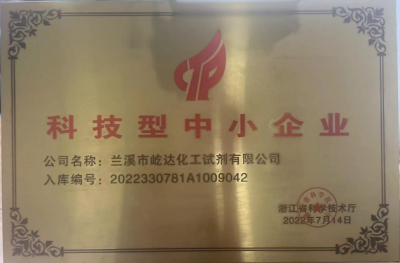 科技型中小企业
公司名称：兰溪市屹达化工试剂有限公司
入库编号：2022330781A1009042
浙江省科学技术厅
2022年7月14日